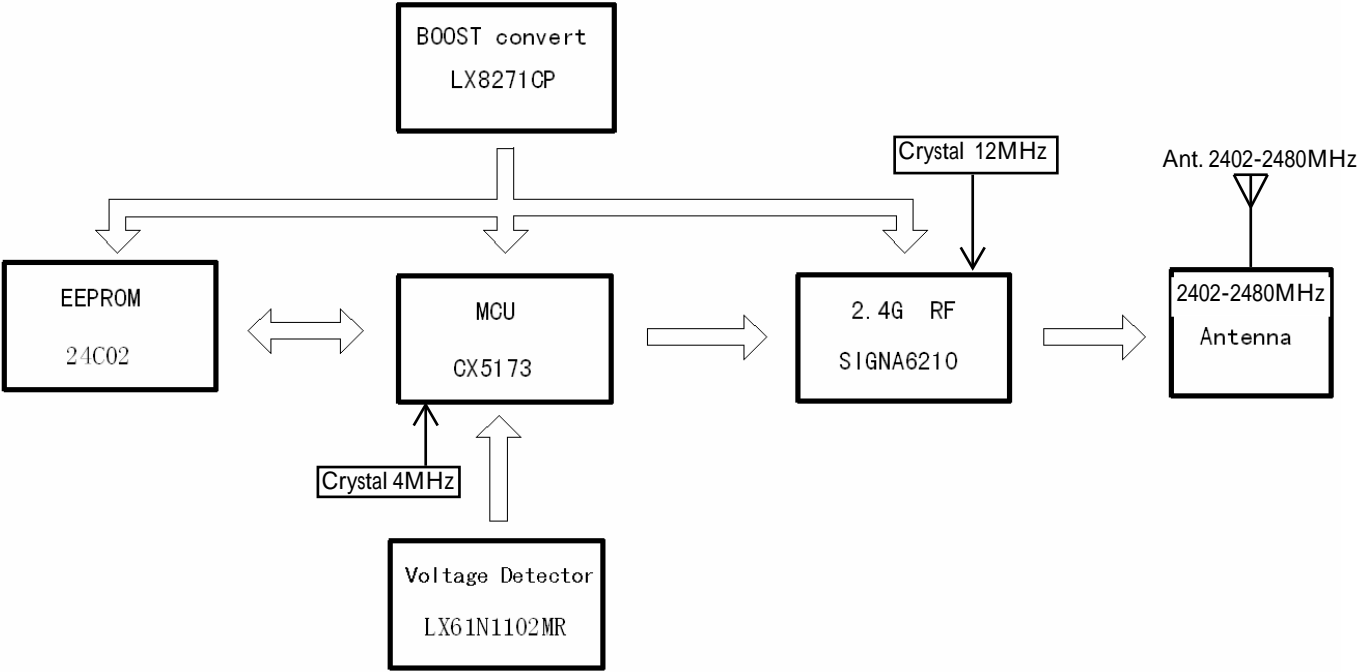 BOOST convert
LX8271CP
Crystal 12MHz
Ant. 2402-2480MHz
EEPROM
24C02
MCU
CX5173
2.4G RF
SIGNA6210
2402-2480MHz
Antenna
Crystal 4MHz
Voltage Detector
LX61N1102MR